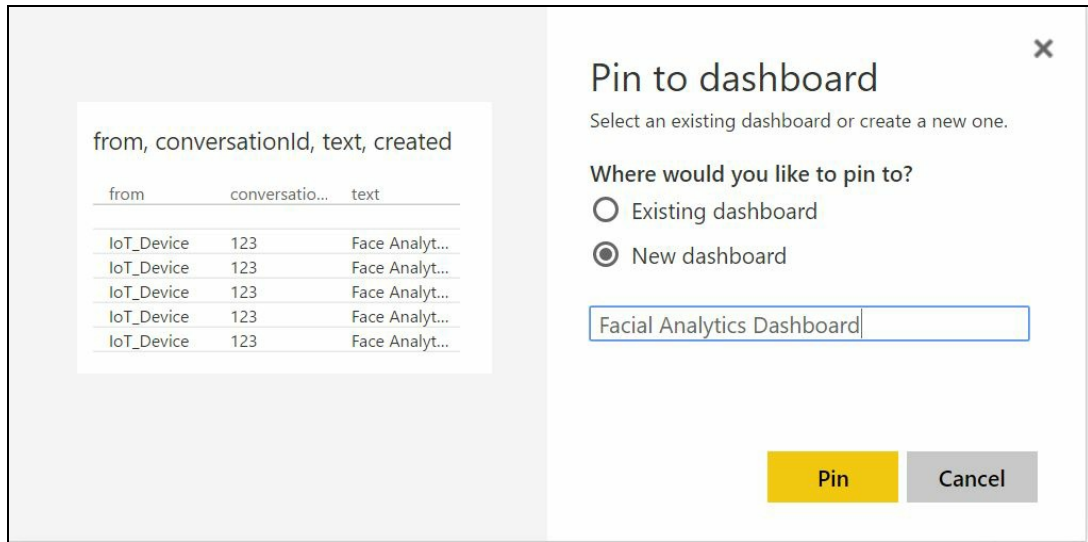 from, conversationId, text, created
from conversatio... text
IoT_Device 123 Face Analyt...
IoT_Device 123 Face Analyt...
IoT_Device 123 Face Analyt...
IoT_Device 123 Face Analyt...
IoT_Device 123 Face Analyt...
Pin to dashboard
Select an existing dashboard or create a new one.
Where would you like to pin to?
Existing dashboard
New dashboard
Facial Analytics Dashboard
Pin Cancel